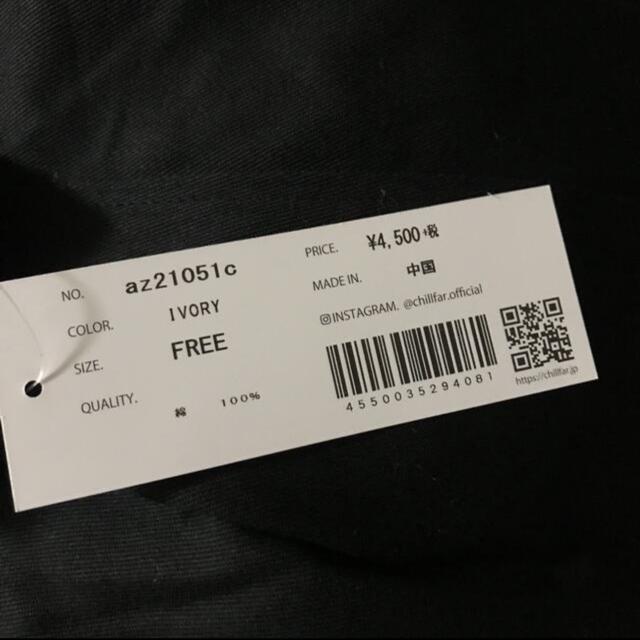 NO. az21051c
COLOR. IVORY
SIZE. FREE
QUALITY. 綿 100%
PRICE. ¥4,500+税
MADE IN. 中国
INSTAGRAM. @chillfar.official
4550035294081
https://chillfar.jp